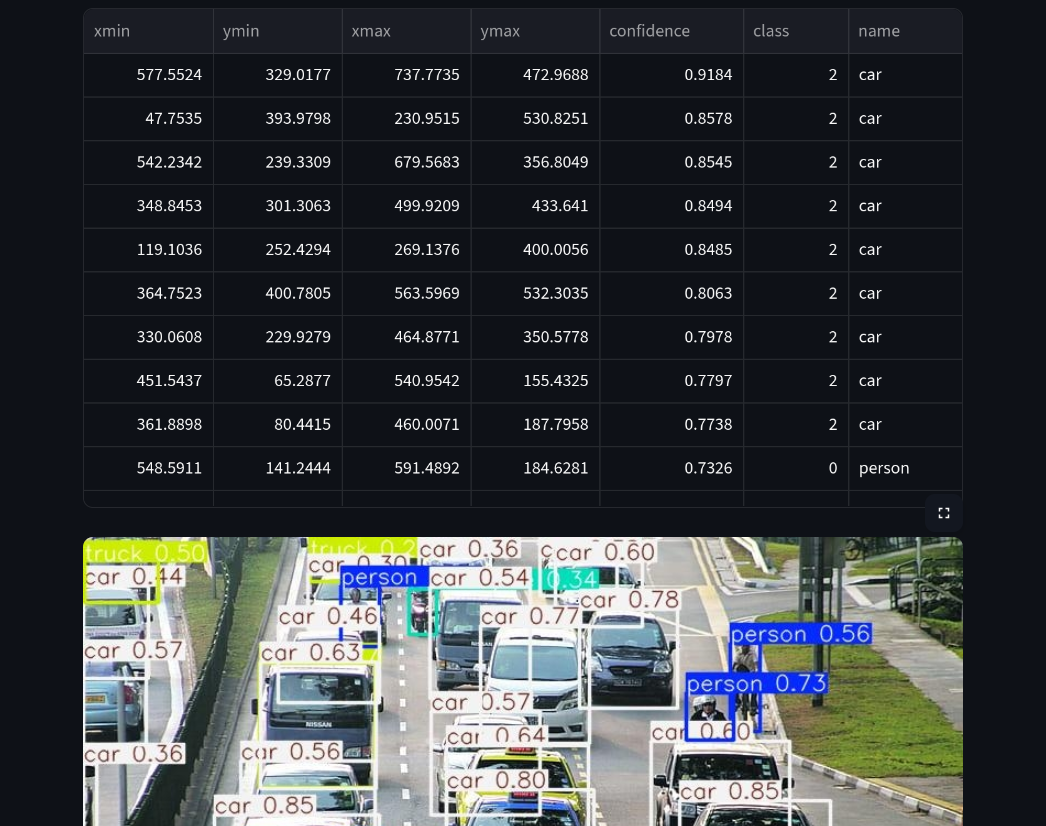 xmin ymin xmax ymax confidence class name
577.5524 329.0177 737.7735 472.9688 0.9184 2 car
47.7535 393.9798 230.9515 530.8251 0.8578 2 car
542.2342 239.3309 679.5683 356.8049 0.8545 2 car
348.8453 301.3063 499.9209 433.641 0.8494 2 car
119.1036 252.4294 269.1376 400.0056 0.8485 2 car
364.7523 400.7805 563.5969 532.3035 0.8063 2 car
330.0608 229.9279 464.8771 350.5778 0.7978 2 car
451.5437 65.2877 540.9542 155.4325 0.7797 2 car
361.8898 80.4415 460.0071 187.7958 0.7738 2 car
548.5911 141.2444 591.4892 184.6281 0.7326 0 person
truck 0.50
truck 0.2
car 0.36
car 0.60
car 0.44
person
car 0.54
0.34
car 0.46
car 0.77
car 0.78
person 0.56
car 0.57
car 0.63
person 0.73
car 0.57
NISSAN
car 0.36
car 0.56
car 0.64
car 0.60
car 0.85
car 0.80
car 0.85